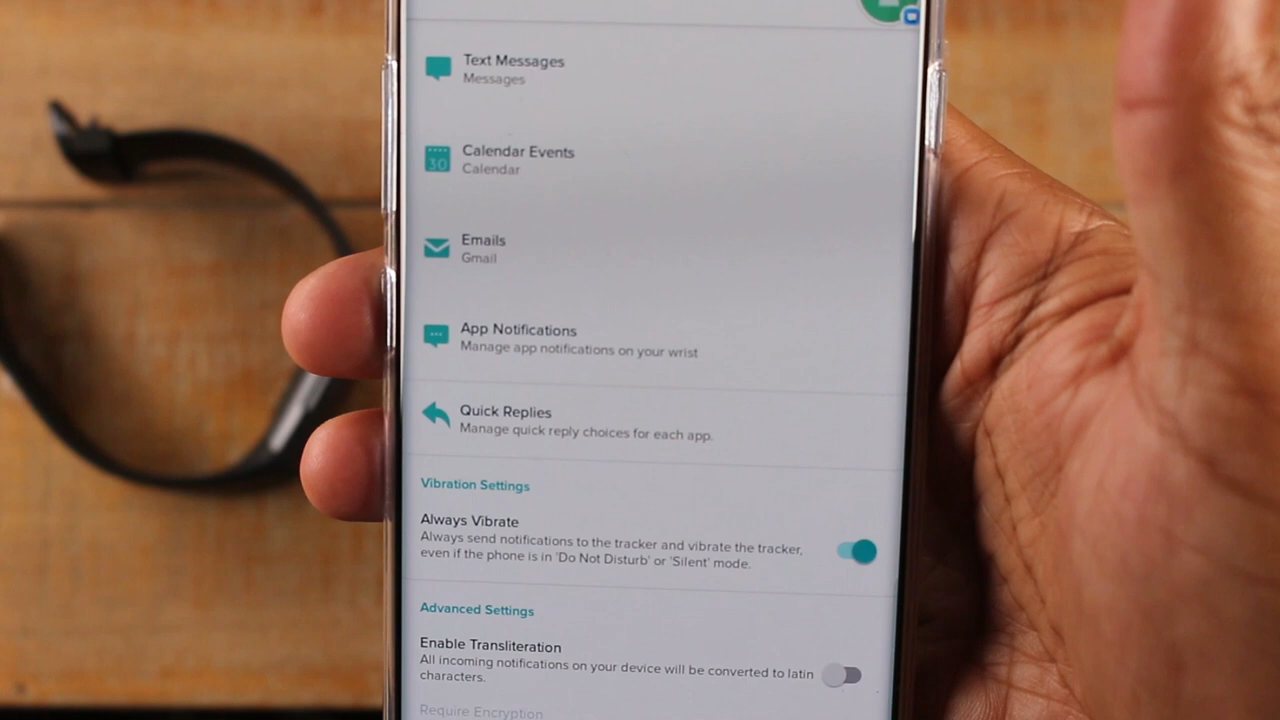 Text Messages
Messages
30
Calendar Events
Calendar
Emails
Gmail
App Notifications
Manage app notifications on your wrist
Quick Replies
Manage quick reply choices for each app.
Vibration Settings
Always Vibrate
Always send notifications to the tracker and vibrate the tracker,
even if the phone is in 'Do Not Disturb' or 'Silent' mode.
Advanced Settings
Enable Transliteration
All incoming notifications on your device will be converted to latin
characters.
Require Encryption